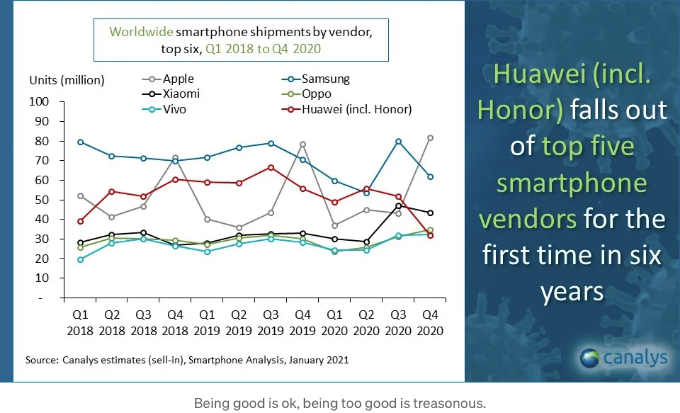 Worldwide smartphone shipments by vendor,
top six, Q1 2018 to Q4 2020
Units (million)
Apple
Samsung
Xiaomi
Oppo
Vivo
Huawei (incl. Honor)
100
90
80
70
60
50
40
30
20
10
-
Q1 Q2 Q3 Q4 Q1 Q2 Q3 Q4 Q1 Q2 Q3 Q4
2018 2018 2018 2018 2019 2019 2019 2019 2020 2020 2020 2020
Source: Canalys estimates (sell-in), Smartphone Analysis, January 2021
Huawei (incl.
Honor) falls out
of top five
smartphone
vendors for the
first time in six
years
canalys
Being good is ok, being too good is treasonous.